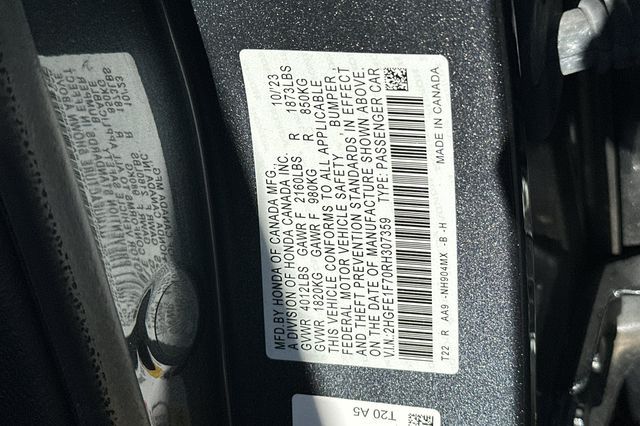 MFD.BY HONDA OF CANADA MFG. 10/23
A DIVISION OF HONDA CANADA INC.
GVWR 4012LBS GAWR F 2160LBS R 1873LBS
GVWR 1820KG GAWR F 980KG R 850KG
THIS VEHICLE CONFORMS TO ALL APPLICABLE
FEDERAL MOTOR VEHICLE SAFETY BUMPER,
AND THEFT PREVENTION STANDARDS IN EFFECT
ON THE DATE OF MANUFACTURE SHOWN ABOVE.
V.I.N.:2HGFE1F70RH307359 TYPE: PASSENGER CAR
T22 R AA9 -NH904MX -B -H MADE IN CANADA
T20 A5